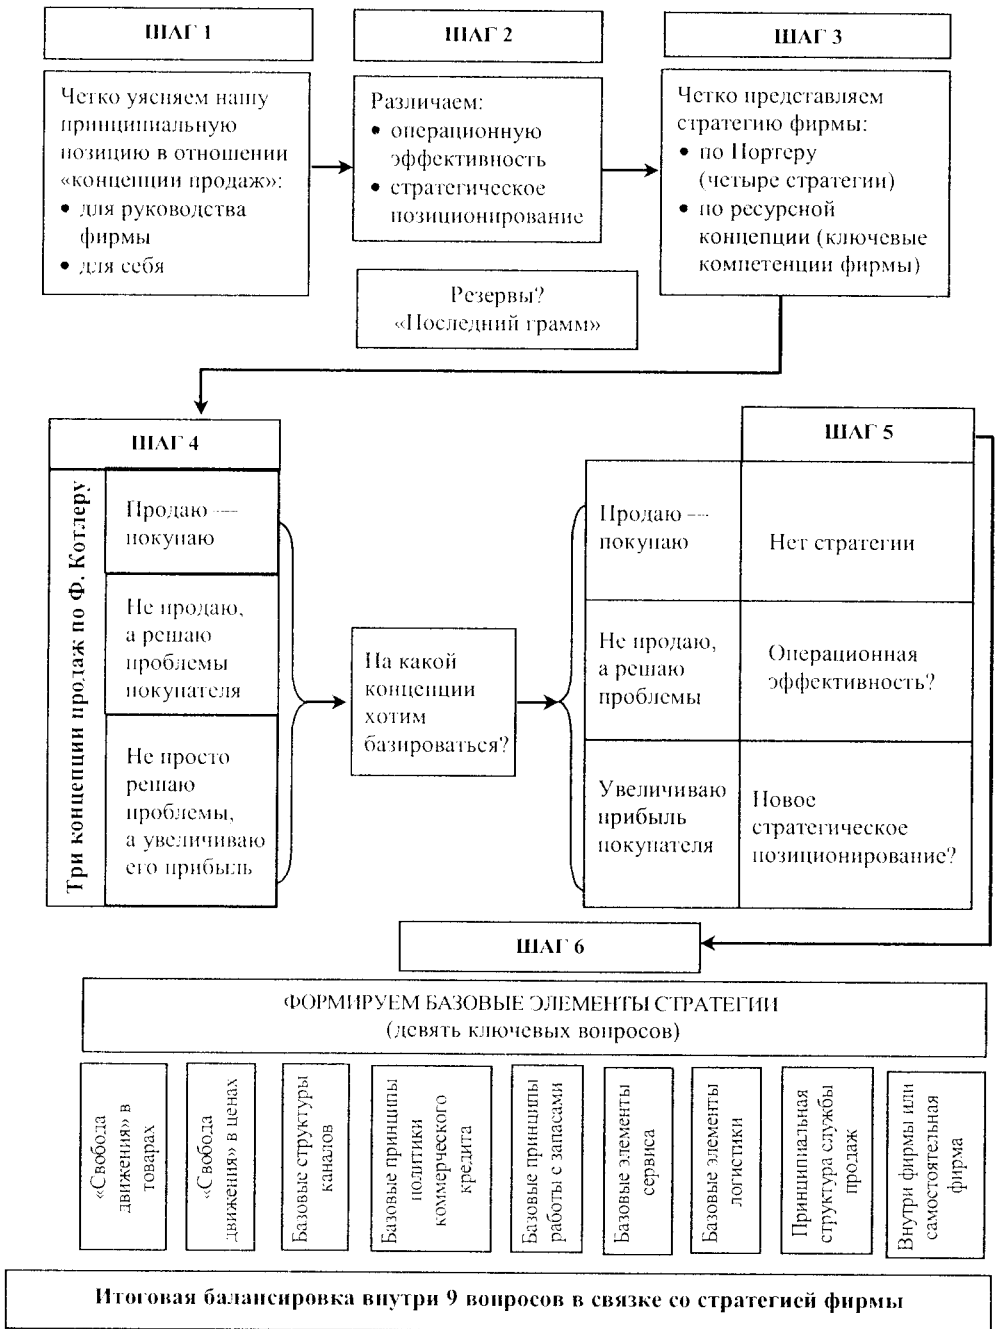 ШАГ 1
Четко уясняем нашу
принципиальную
позицию в отношении
«концепции продаж»:
• для руководства
фирмы
• для себя
ШАГ 2
Различаем:
• операционную
эффективность
• стратегическое
позиционирование
ШАГ 3
Четко представляем
стратегию фирмы:
• по Портеру
(четыре стратегии)
• по ресурсной
концепции (ключевые
компетенции фирмы)
Резервы?
«Последний грамм»
ШАГ 4
Три концепции продаж по Ф. Котлеру
Продаю —
покупаю
Не продаю,
а решаю
проблемы
покупателя
Не просто
решаю
проблемы,
а увеличиваю
его прибыль
На какой
концепции
хотим
базироваться?
ШАГ 5
Продаю —
покупаю
Нет стратегии
Не продаю,
а решаю
проблемы
Операционная
эффективность?
Увеличиваю
прибыль
покупателя
Новое
стратегическое
позиционирование?
ШАГ 6
ФОРМИРУЕМ БАЗОВЫЕ ЭЛЕМЕНТЫ СТРАТЕГИИ
(девять ключевых вопросов)
«Свобода
движения» в
товарах
«Свобода
движения» в ценах
Базовые структуры
каналов
Базовые принципы
политики
коммерческого
кредита
Базовые принципы
работы с запасами
Базовые элементы
сервиса
Базовые элементы
логистики
Принципиальная
структура службы
продаж
Внутри фирмы или
самостоятельная
фирма
Итоговая балансировка внутри 9 вопросов в связке со стратегией фирмы